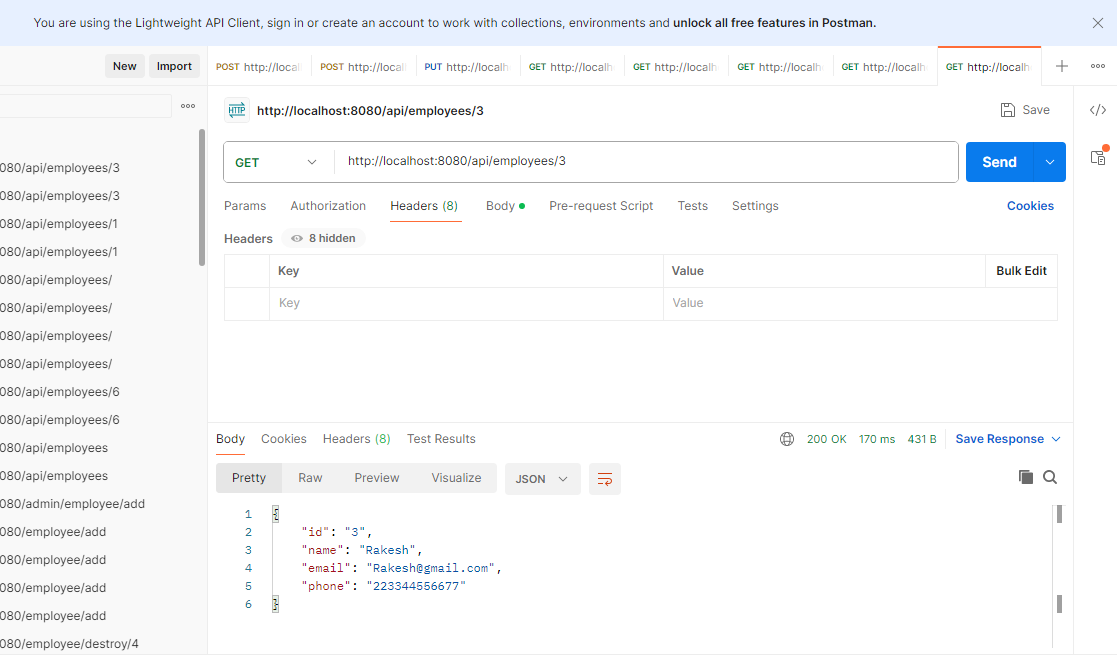 You are using the Lightweight API Client, sign in or create an account to work with collections, environments and unlock all free features in Postman.
New Import
POST http://local POST http://local PUT http://localh GET http://localh GET http://localh GET http://localh GET http://localh GET http://localh
HTTP http://localhost:8080/api/employees/3 Save
GET http://localhost:8080/api/employees/3 Send
Params Authorization Headers (8) Body Pre-request Script Tests Settings Cookies
Headers 8 hidden
Key Value Bulk Edit
Key Value
080/api/employees/3
080/api/employees/3
080/api/employees/1
080/api/employees/1
080/api/employees/
080/api/employees/
080/api/employees/
080/api/employees/
080/api/employees/6
080/api/employees/6
080/api/employees
080/api/employees
080/admin/employee/add
080/employee/add
080/employee/add
080/employee/add
080/employee/add
080/employee/destroy/4
Body Cookies Headers (8) Test Results 200 OK 170 ms 431 B Save Response
Pretty Raw Preview Visualize JSON
1 {
2 "id": "3",
3 "name": "Rakesh",
4 "email": "Rakesh@gmail.com",
5 "phone": "223344556677"
6 }